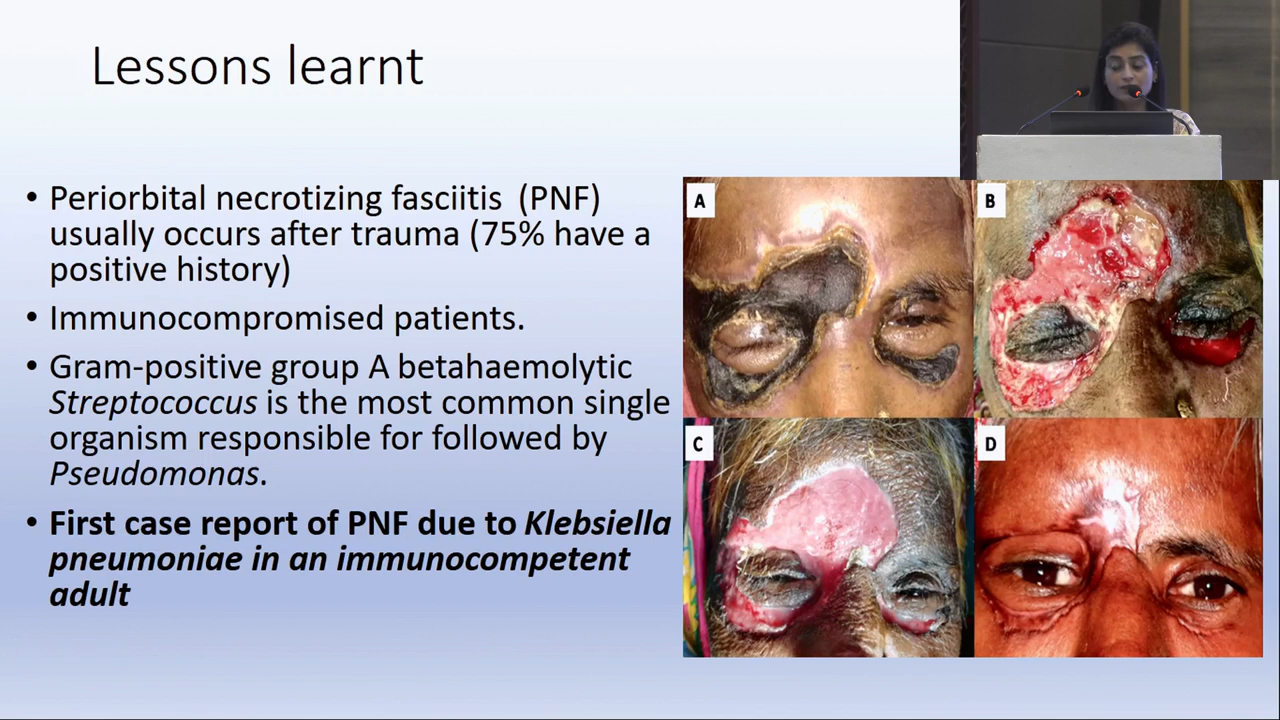 Lessons learnt
• Periorbital necrotizing fasciitis (PNF)
usually occurs after trauma (75% have a
positive history)
• Immunocompromised patients.
• Gram-positive group A betahaemolytic
Streptococcus is the most common single
organism responsible for followed by
Pseudomonas.
• First case report of PNF due to Klebsiella
pneumoniae in an immunocompetent
adult
A
B
C
D